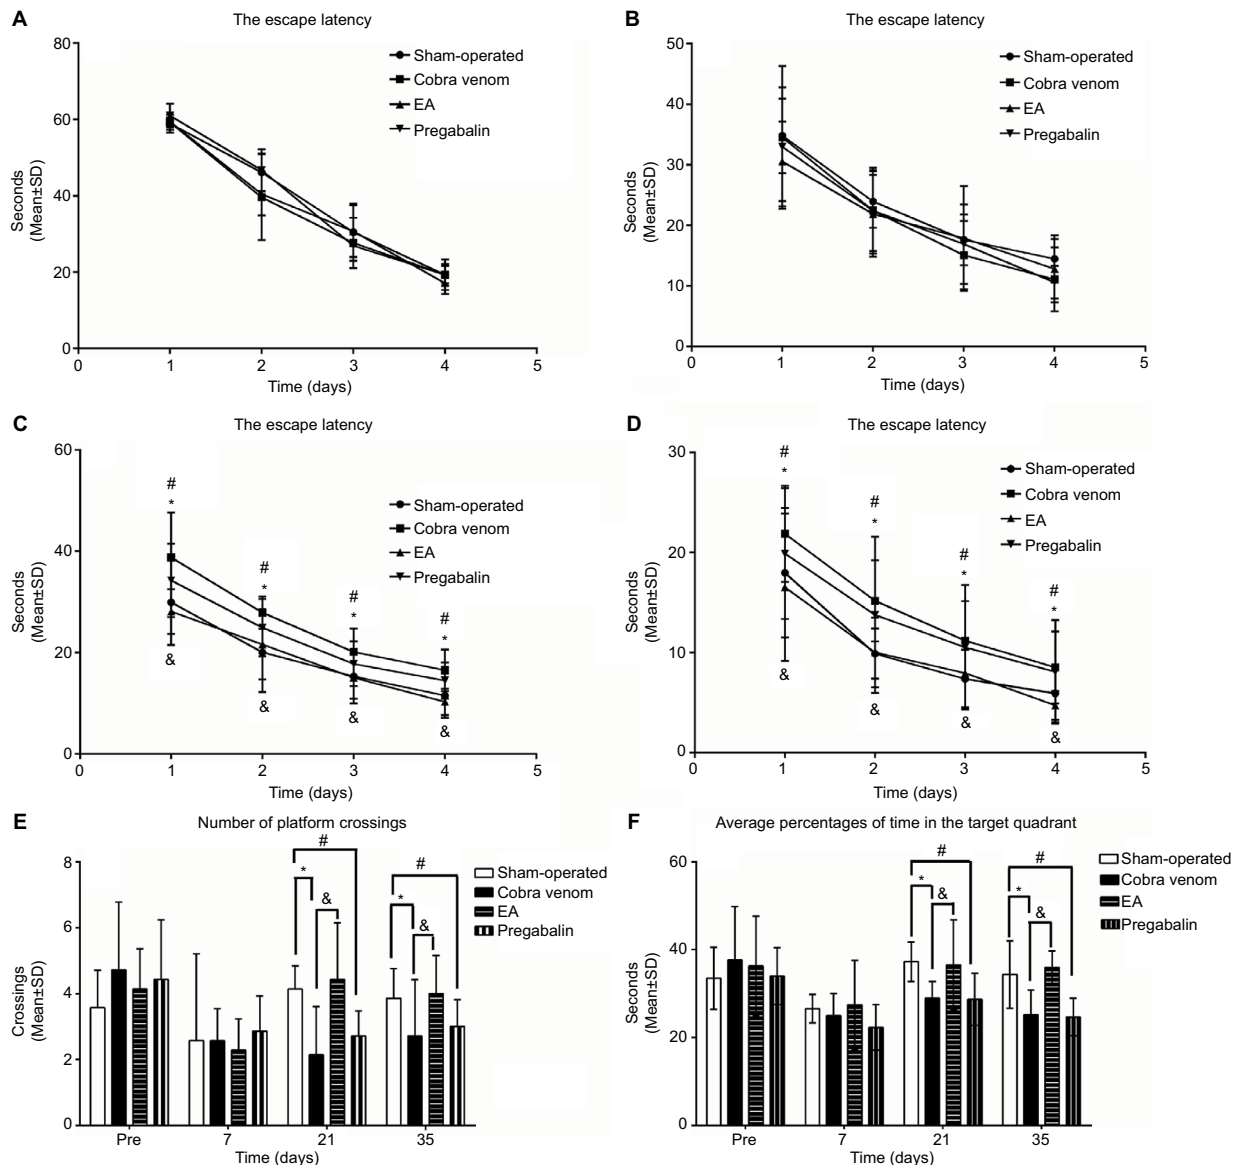 A
The escape latency
80
60
40
20
0
Seconds
(Mean±SD)
Sham-operated
Cobra venom
EA
Pregabalin
0 1 2 3 4 5
Time (days)
B
The escape latency
50
40
30
20
10
0
Seconds
(Mean±SD)
Sham-operated
Cobra venom
EA
Pregabalin
0 1 2 3 4 5
Time (days)
C
The escape latency
60
40
20
0
Seconds
(Mean±SD)
Sham-operated
Cobra venom
EA
Pregabalin
# # # #
* * * *
& & & &
0 1 2 3 4 5
Time (days)
D
The escape latency
30
20
10
0
Seconds
(Mean±SD)
Sham-operated
Cobra venom
EA
Pregabalin
# # # #
* * * *
& & & &
0 1 2 3 4 5
Time (days)
E
Number of platform crossings
8
6
4
2
0
Crossings
(Mean±SD)
Sham-operated
Cobra venom
EA
Pregabalin
# #
* *
& &
Pre 7 21 35
Time (days)
F
Average percentages of time in the target quadrant
60
40
20
0
Seconds
(Mean±SD)
Sham-operated
Cobra venom
EA
Pregabalin
# #
* *
& &
Pre 7 21 35
Time (days)